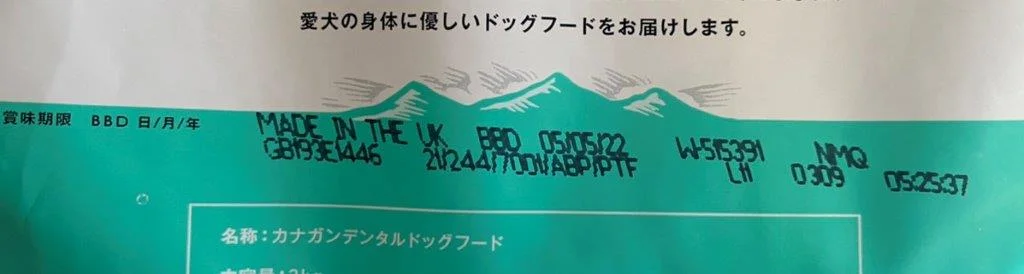 愛犬の身体に優しいドッグフードをお届けします。
賞味期限 BBD 日/月/年
MADE IN THE UK BBD 05/05/22 W-515391 NMQ
GB193E1446 21/244/7001/ABP/PTF L11 0309 05:25:37
名称：カナガンデンタルドッグフード